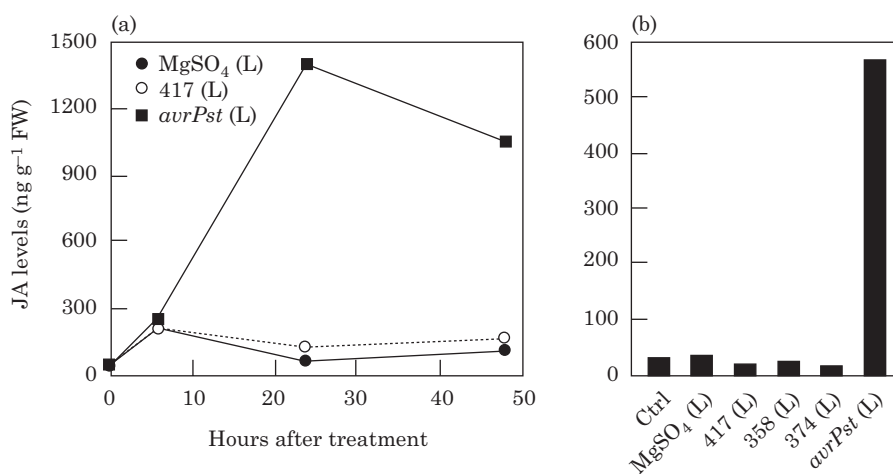 (a)
1500
1200
900
600
300
0
0
10
20
30
40
50
JA levels (ng g⁻¹ FW)
Hours after treatment
MgSO₄ (L)
417 (L)
avrPst (L)
(b)
600
500
400
300
200
100
0
Ctrl
MgSO₄ (L)
417 (L)
358 (L)
374 (L)
avrPst (L)